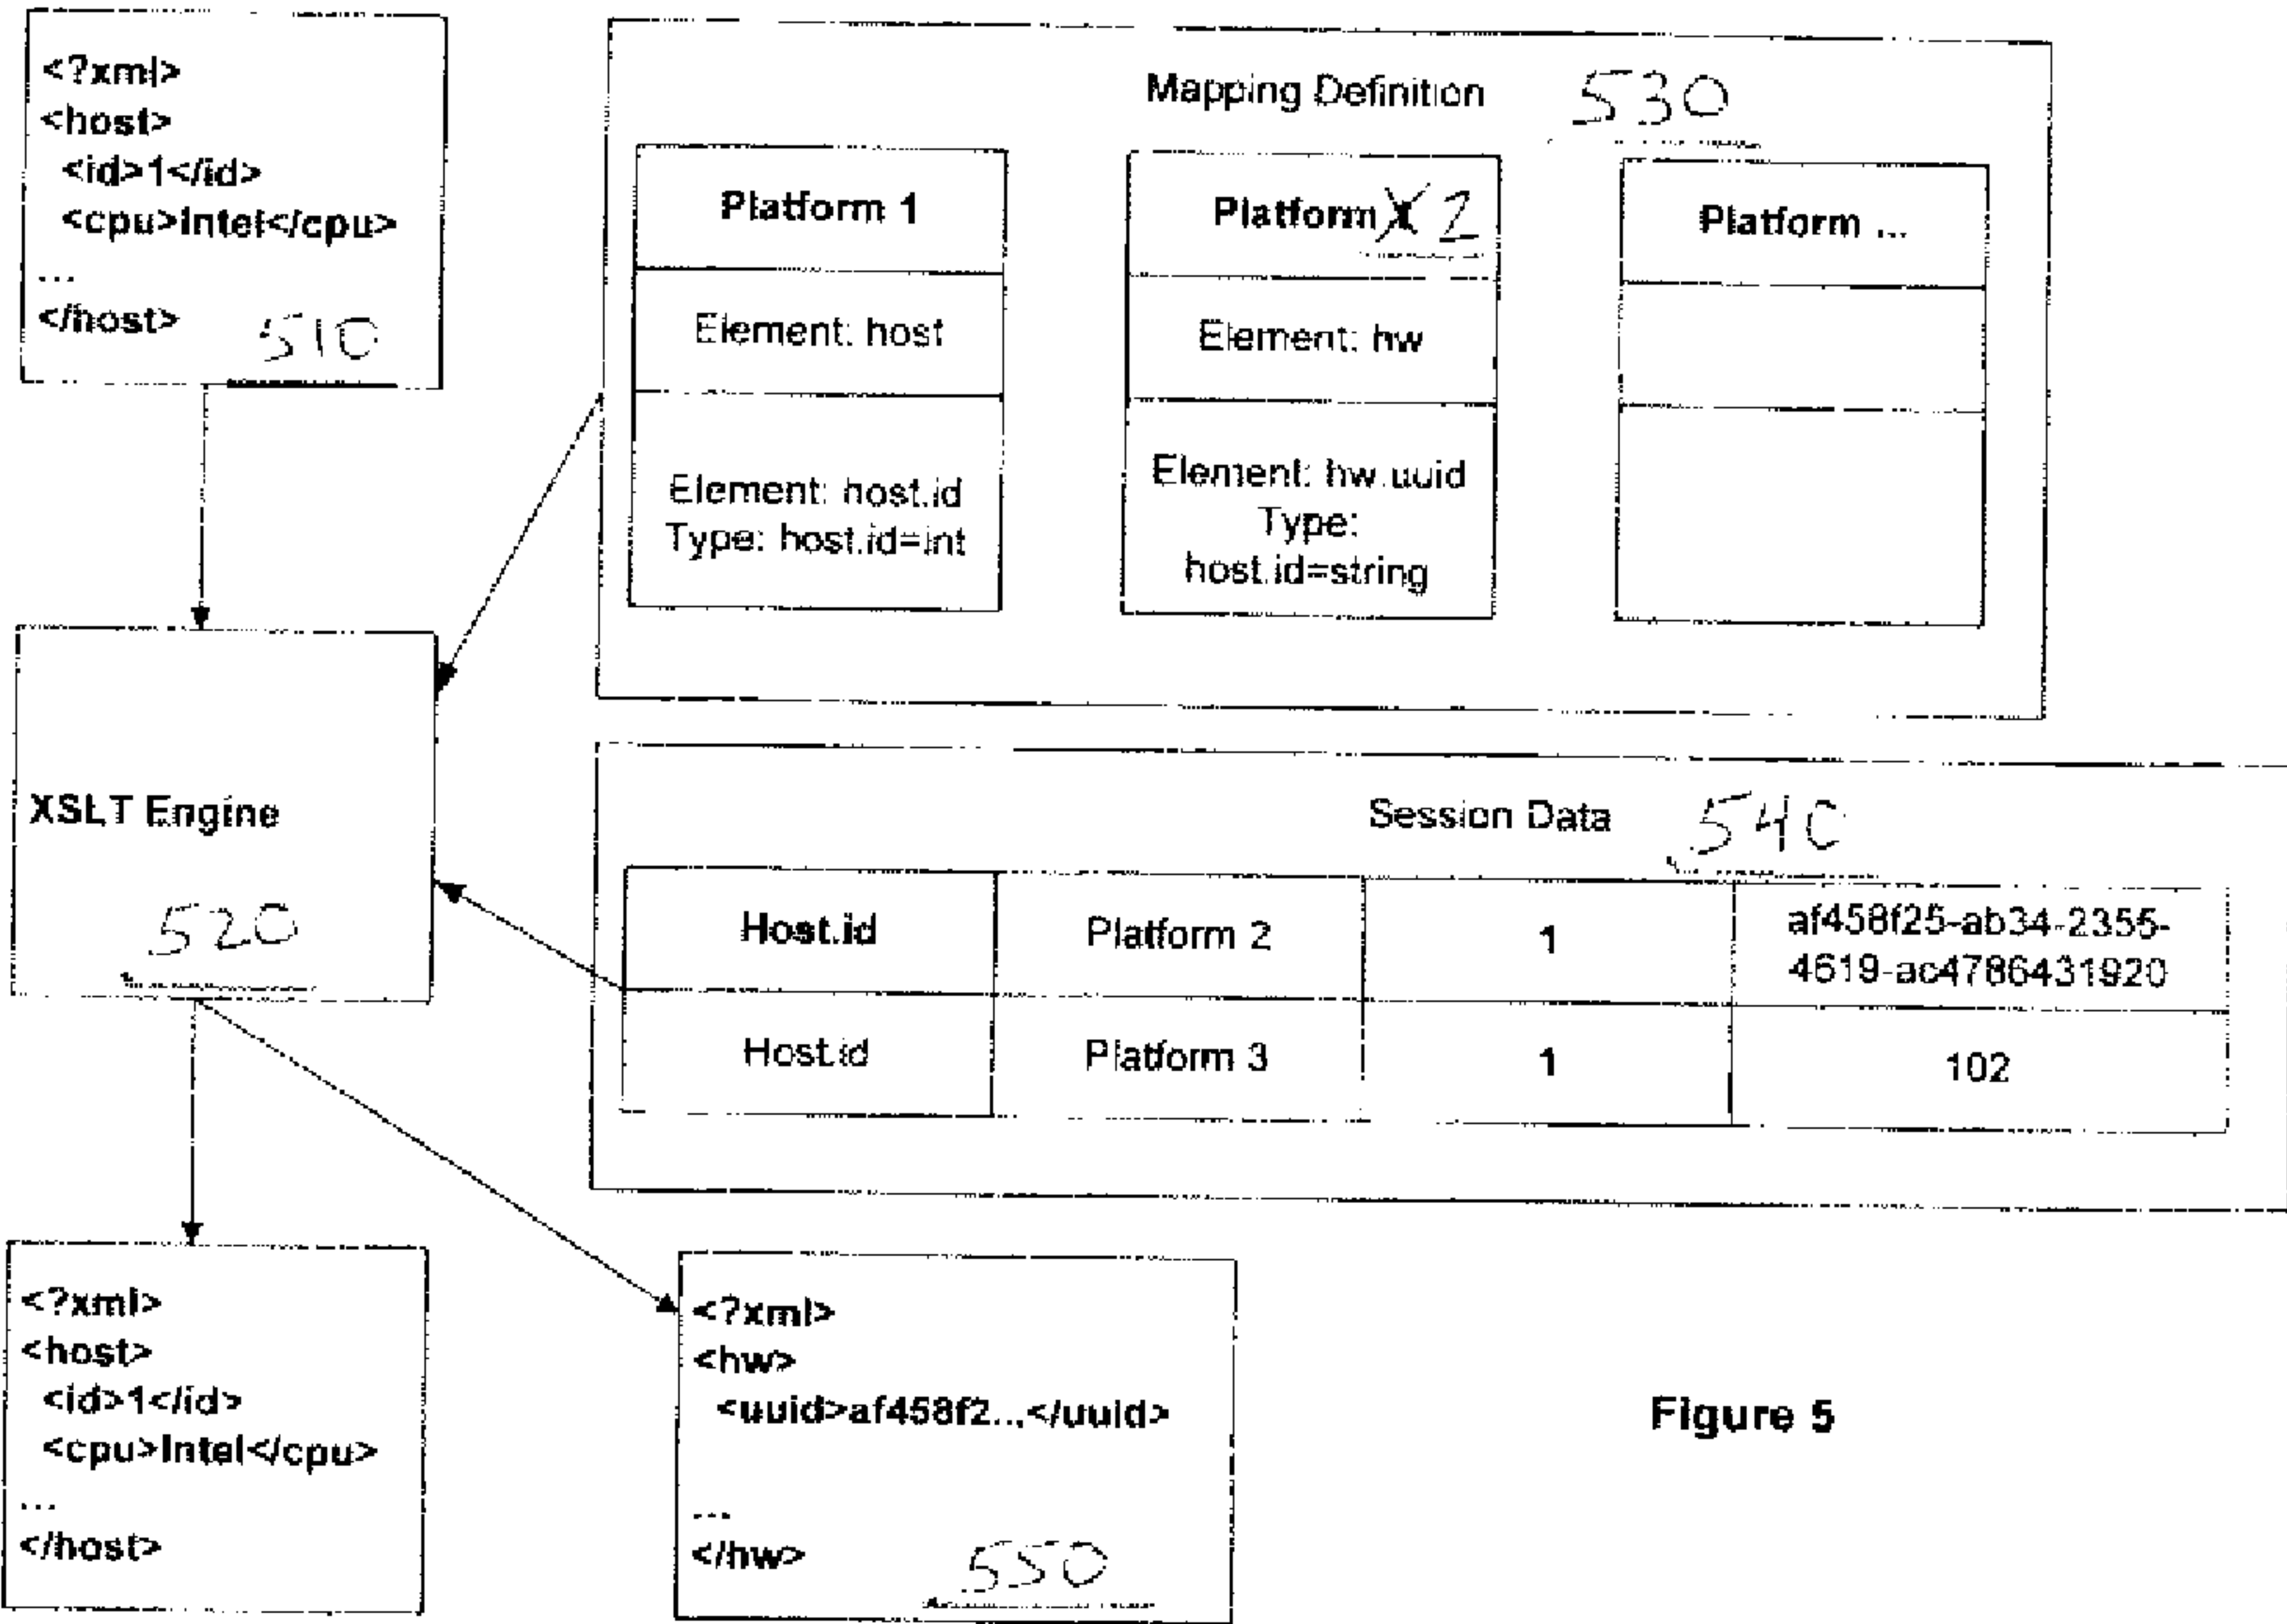 <?xml>
<host>
<id>1</id>
<cpu>Intel</cpu>
...
</host>
510
Mapping Definition 530
Platform 1
Element: host
Element: host.id
Type: host.id=int
Platform 2
Element: hw
Element: hw.uuid
Type:
host.id=string
Platform ...
XSLT Engine
520
Session Data 540
Host.id Platform 2 1 af458f25-ab34-2355-
4619-ac4786431920
Host.id Platform 3 1 102
<?xml>
<host>
<id>1</id>
<cpu>Intel</cpu>
...
</host>
<?xml>
<hw>
<uuid>af458f2...</uuid>
...
</hw>
550
Figure 5